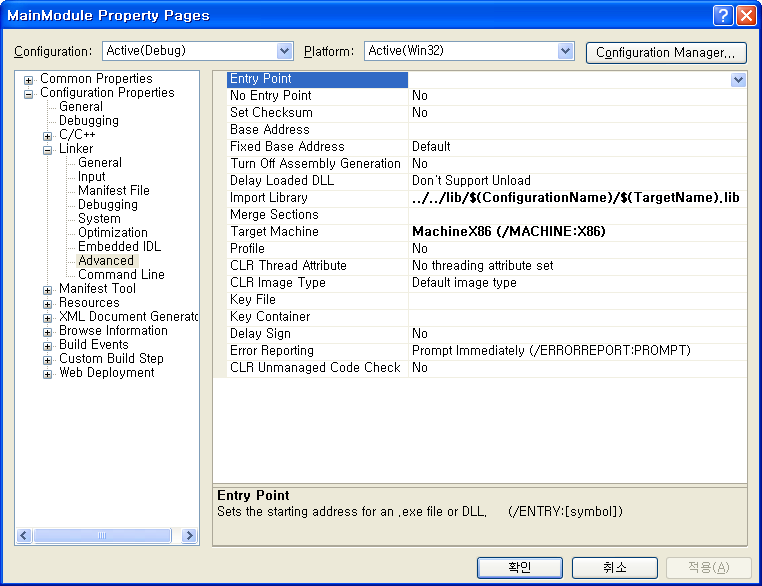 MainModule Property Pages
Configuration: Active(Debug) Platform: Active(Win32) Configuration Manager...
Common Properties
Configuration Properties
General
Debugging
C/C++
Linker
General
Input
Manifest File
Debugging
System
Optimization
Embedded IDL
Advanced
Command Line
Manifest Tool
Resources
XML Document Generato
Browse Information
Build Events
Custom Build Step
Web Deployment
Entry Point
No Entry Point No
Set Checksum No
Base Address
Fixed Base Address Default
Turn Off Assembly Generation No
Delay Loaded DLL Don't Support Unload
Import Library ../../lib/$(ConfigurationName)/$(TargetName).lib
Merge Sections
Target Machine MachineX86 (/MACHINE:X86)
Profile No
CLR Thread Attribute No threading attribute set
CLR Image Type Default image type
Key File
Key Container
Delay Sign No
Error Reporting Prompt Immediately (/ERRORREPORT:PROMPT)
CLR Unmanaged Code Check No
Entry Point
Sets the starting address for an .exe file or DLL. (/ENTRY:[symbol])
확인 취소 적용(A)